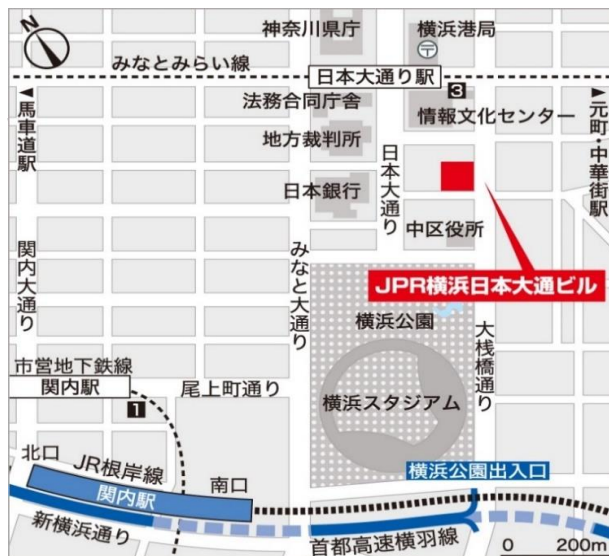 N
神奈川県庁
横浜港局
〒
みなとみらい線
日本大通り駅
◀馬車道駅
法務合同庁舎
3
情報文化センター
▶元町・中華街駅
地方裁判所
日本大通り
日本銀行
中区役所
関内大通り
みなと大通り
JPR横浜日本大通ビル
横浜公園
大桟橋通り
市営地下鉄線
関内駅
1
尾上町通り
横浜スタジアム
北口
JR根岸線
関内駅
南口
横浜公園出入口
新横浜通り
首都高速横羽線
0 200m